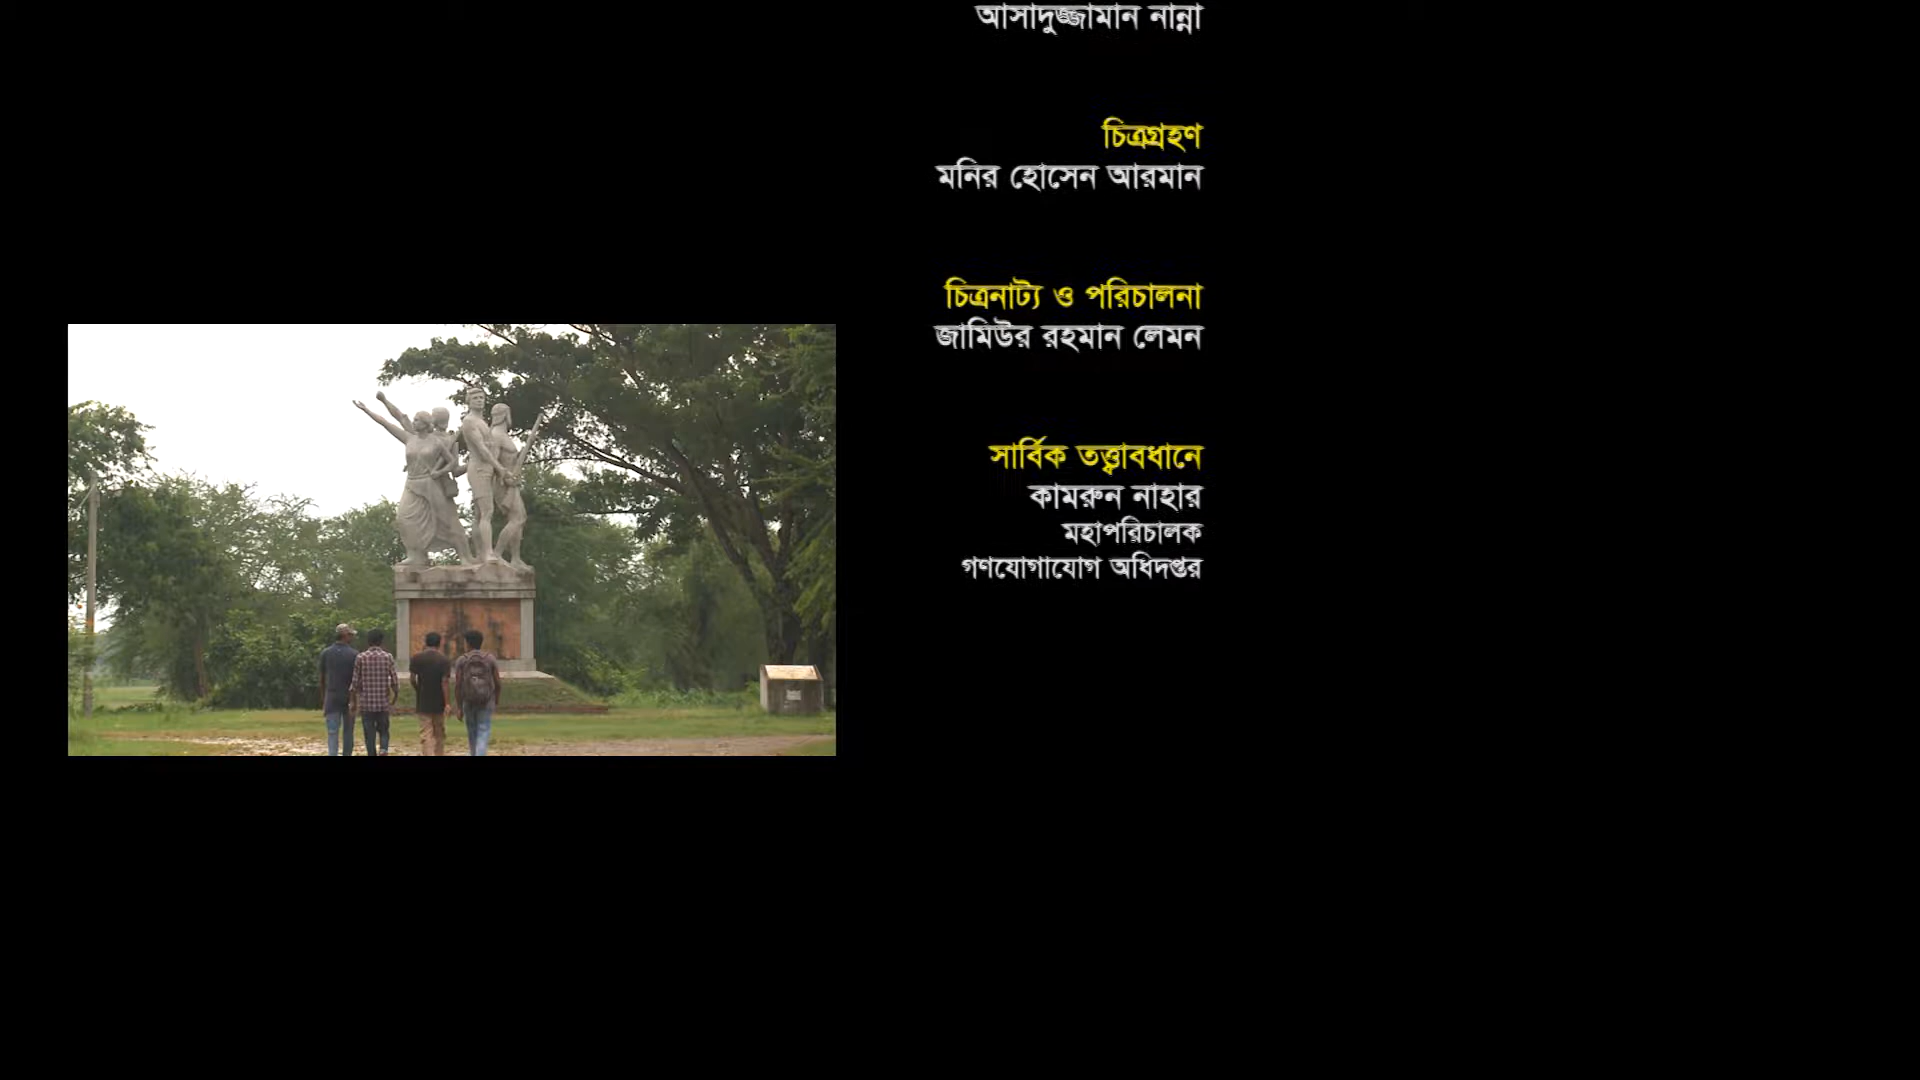 আসাদুজ্জামান নান্না
চিত্রগ্রহণ
মনির হোসেন আরমান
চিত্রনাট্য ও পরিচালনা
জামিউর রহমান লেমন
সার্বিক তত্ত্বাবধানে
কামরুন নাহার
মহাপরিচালক
গণযোগাযোগ অধিদপ্তর